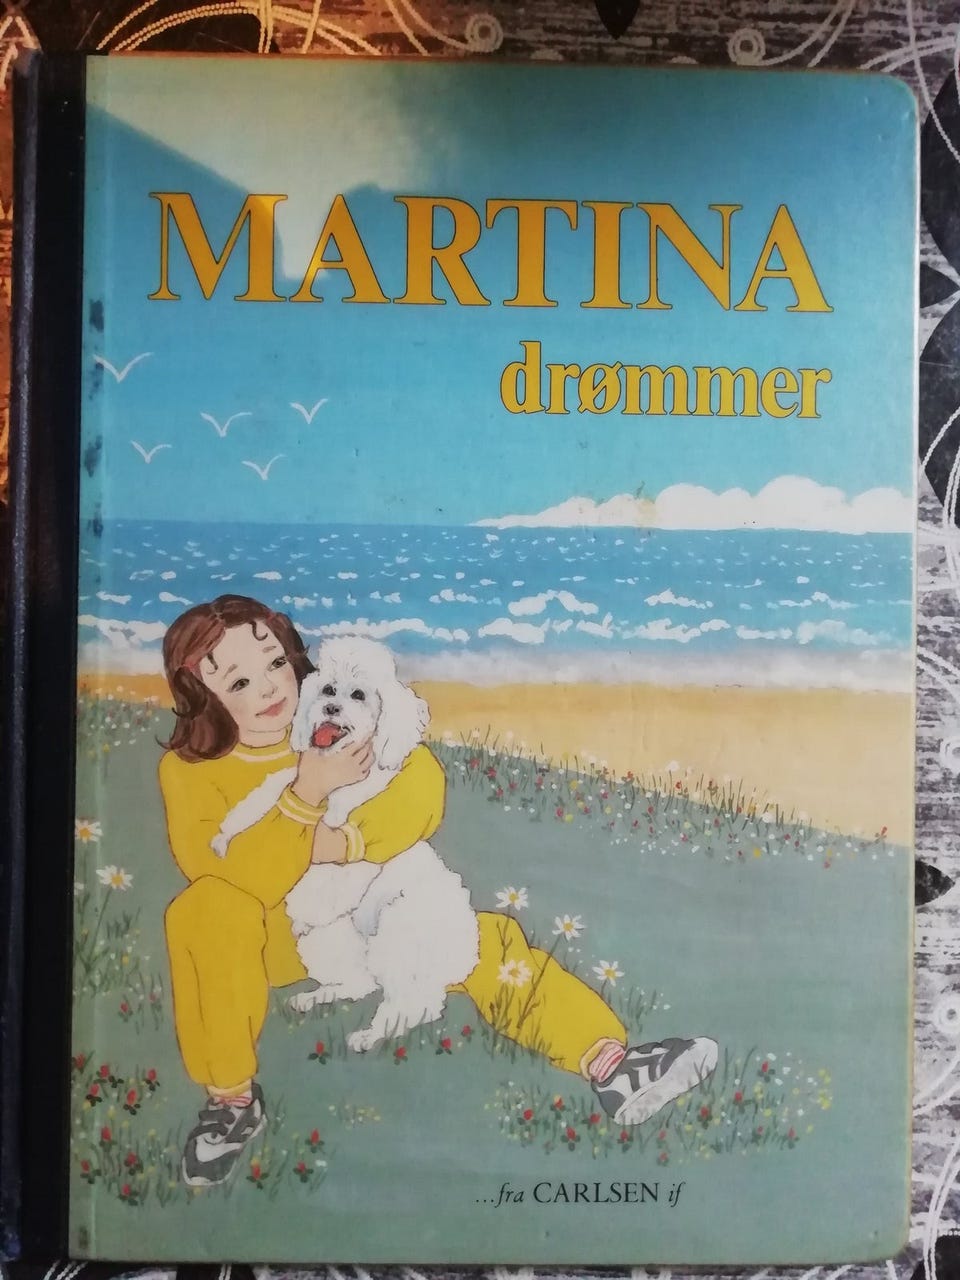 MARTINA
drømmer
...fra CARLSEN if